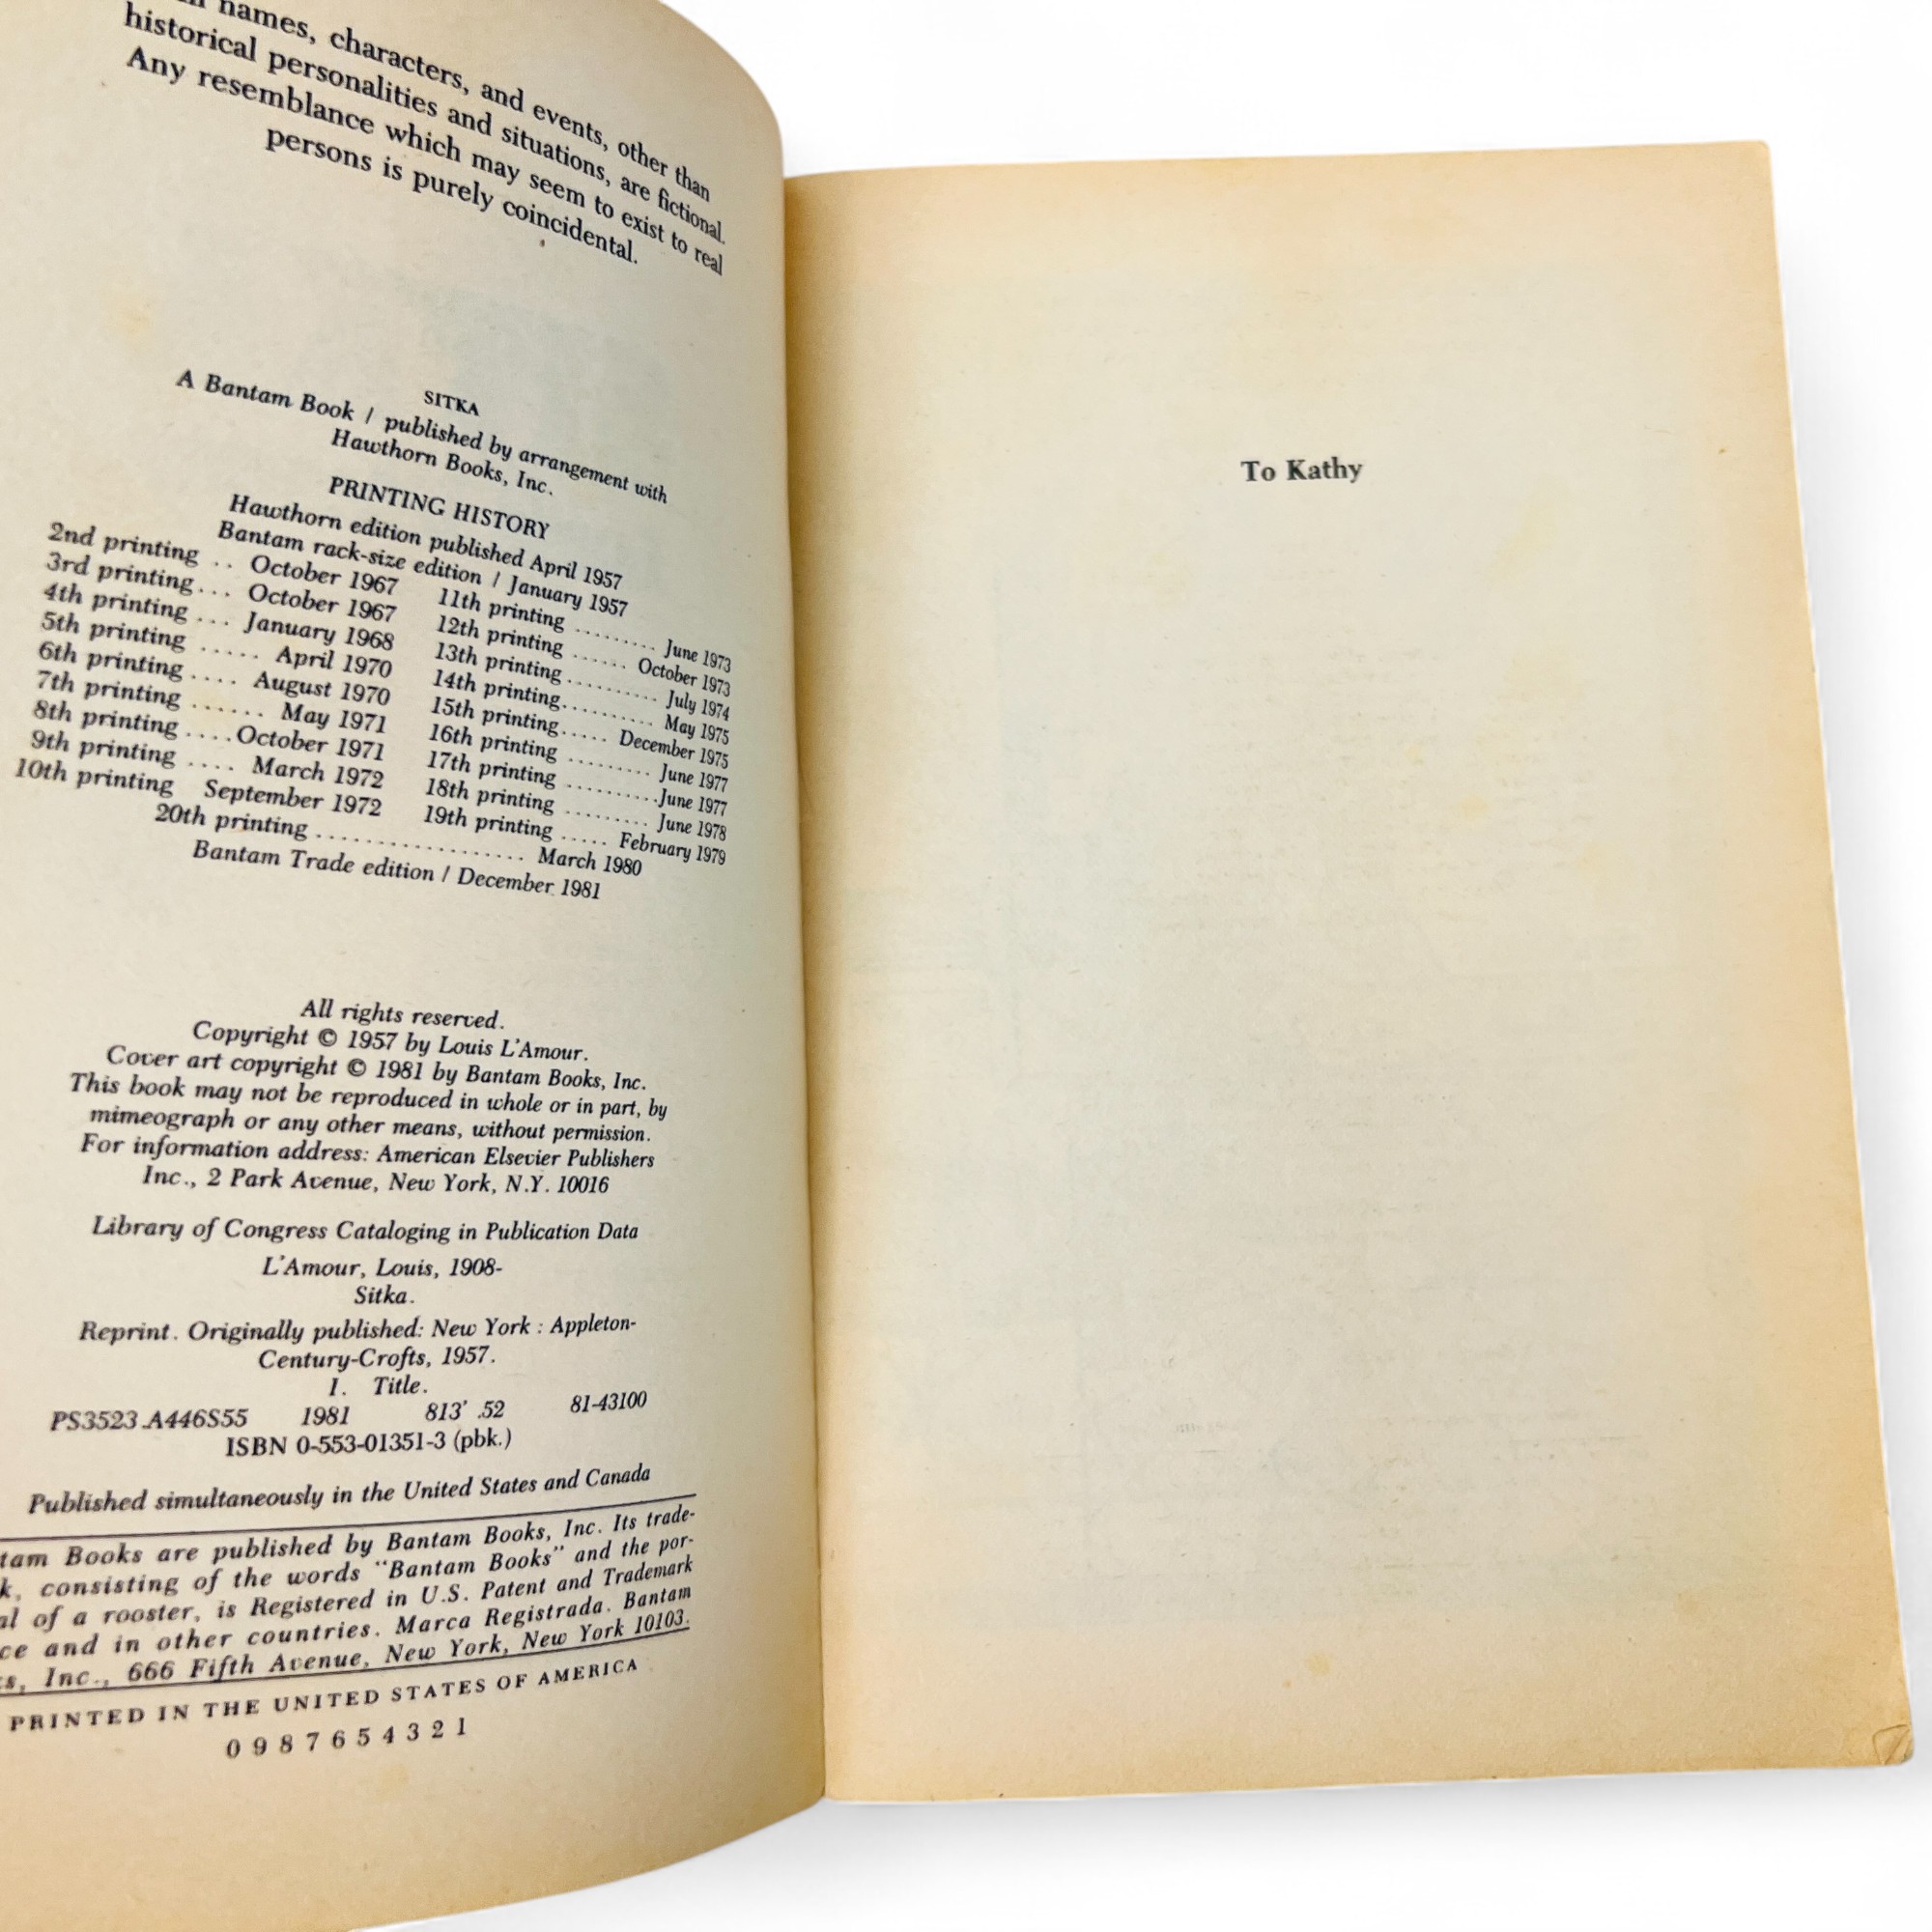 names, characters, and events, other than
historical personalities and situations, are fictional.
Any resemblance which may seem to exist to real
persons is purely coincidental.
SITKA
A Bantam Book / published by arrangement with
Hawthorn Books, Inc.
PRINTING HISTORY
Hawthorn edition published April 1957
Bantam rack-size edition / January 1957
2nd printing .. October 1967
3rd printing... October 1967
4th printing ... January 1968
5th printing ..... April 1970
6th printing .... August 1970
7th printing ...... May 1971
8th printing ....October 1971
9th printing .... March 1972
10th printing September 1972
11th printing ......... June 1973
12th printing ...... October 1973
13th printing .......... July 1974
14th printing.......... May 1975
15th printing..... December 1975
16th printing ......... June 1977
17th printing ..........June 1977
18th printing ......... June 1978
19th printing ..... February 1979
20th printing .................. March 1980
Bantam Trade edition / December 1981
All rights reserved.
Copyright © 1957 by Louis L'Amour.
Cover art copyright © 1981 by Bantam Books, Inc.
This book may not be reproduced in whole or in part, by
mimeograph or any other means, without permission.
For information address: American Elsevier Publishers
Inc., 2 Park Avenue, New York, N.Y. 10016
Library of Congress Cataloging in Publication Data
L'Amour, Louis, 1908-
Sitka.
Reprint. Originally published: New York : Appleton-
Century-Crofts, 1957.
I. Title.
PS3523.A446S55 1981 813'.52 81-43100
ISBN 0-553-01351-3 (pbk.)
Published simultaneously in the United States and Canada
tam Books are published by Bantam Books, Inc. Its trade-
k, consisting of the words "Bantam Books" and the por-
al of a rooster, is Registered in U.S. Patent and Trademark
ce and in other countries. Marca Registrada. Bantam
s, Inc., 666 Fifth Avenue, New York, New York 10103.
PRINTED IN THE UNITED STATES OF AMERICA
0 9 8 7 6 5 4 3 2 1
To Kathy